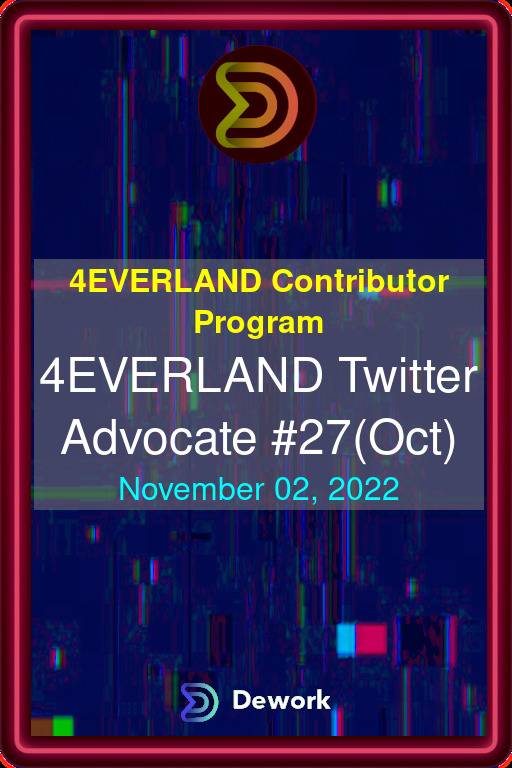 4EVERLAND Contributor
Program
4EVERLAND Twitter
Advocate #27(Oct)
November 02, 2022
Dework